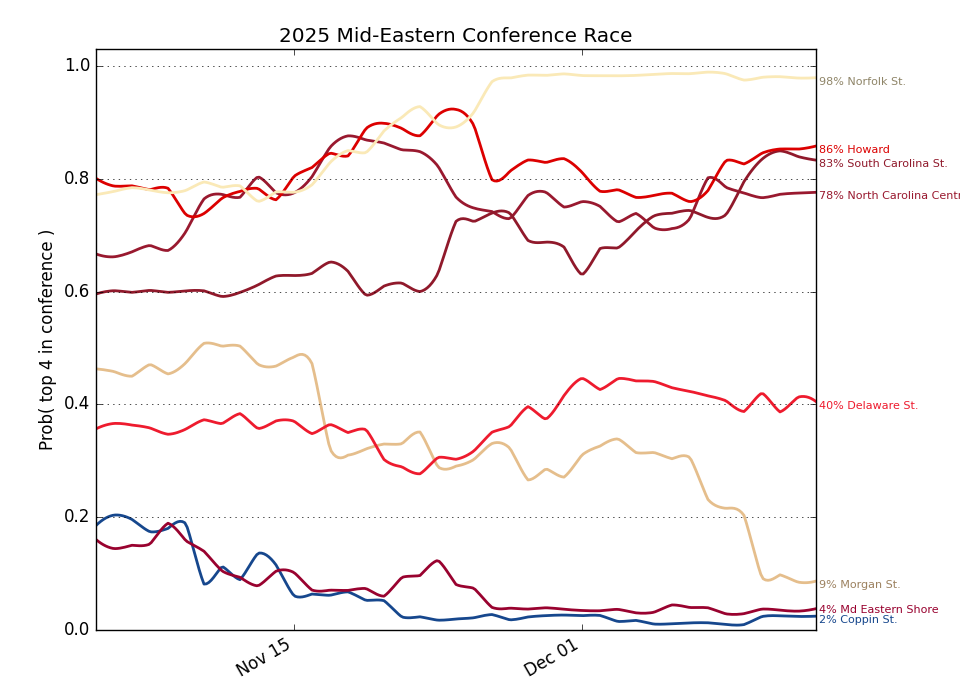 2025 Mid-Eastern Conference Race
Prob( top 4 in conference )
1.0
0.8
0.6
0.4
0.2
0.0
Nov 15
Dec 01
98% Norfolk St.
86% Howard
83% South Carolina St.
78% North Carolina Centr
40% Delaware St.
9% Morgan St.
4% Md Eastern Shore
2% Coppin St.